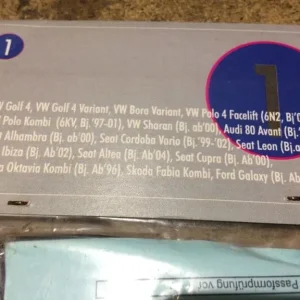 1
1
Golf 4, VW Golf 4 Variant, VW Bora Variant, VW Polo 4 Facelift (6N2, Bj'0
Polo Kombi (6KV, Bj.'97-01), VW Sharan (Bj. ab'00), Audi 80 Avant (Bj.'9
Alhambra (Bj. ab'00), Seat Cordoba Vario (Bj.'99-'02), Seat Leon (Bj.a
Ibiza (Bj. Ab'02), Seat Altea (Bj. Ab'04), Seat Cupra (Bj. Ab'00),
Oktavia Kombi (Bj. Ab'96), Skoda Fabia Kombi, Ford Galaxy (Bj. Ab
Passformprüfung vor